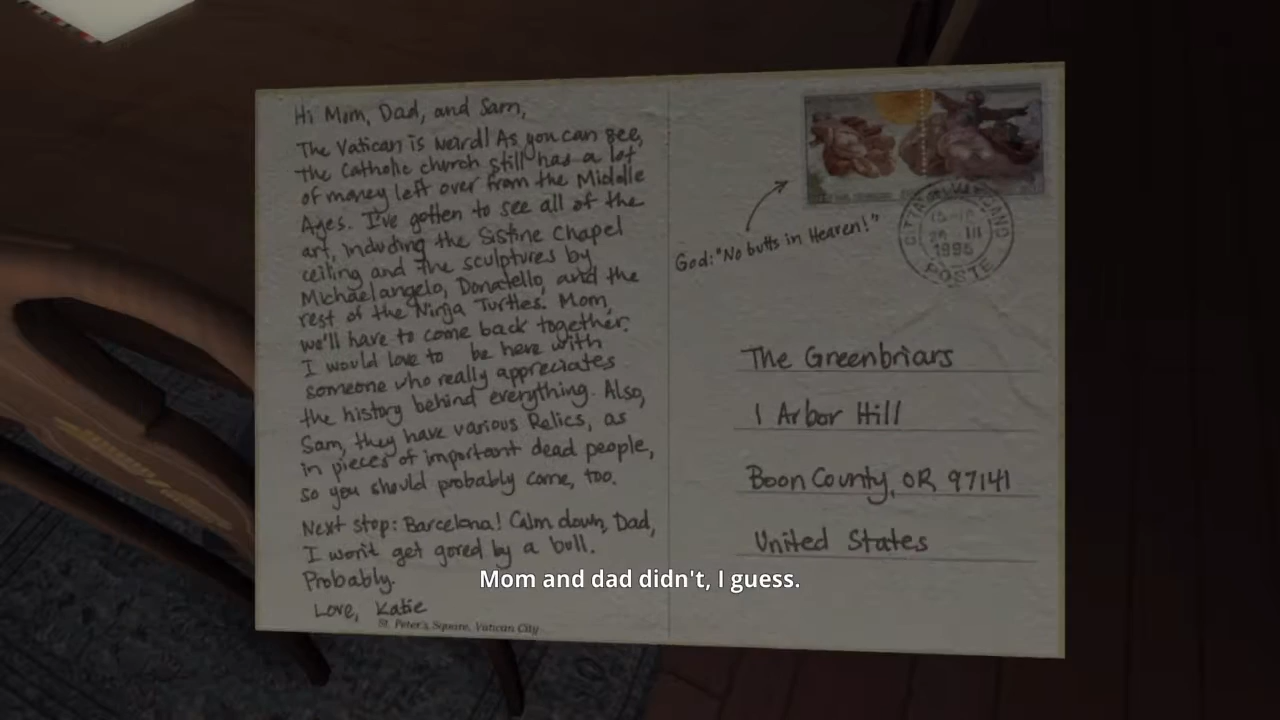 Hi Mom, Dad, and Sam,
The Vatican is weird! As you can see,
the Catholic church still has a lot
of money left over from the Middle
Ages. I've gotten to see all of the
art, including the Sistine Chapel
ceiling and the sculptures by
Michaelangelo, Donatello, and the
rest of the Ninja Turtles. Mom,
we'll have to come back together.
I would love to be here with
someone who really appreciates
the history behind everything. Also,
Sam, they have various Relics, as
in pieces of important dead people,
so you should probably come, too.
Next stop: Barcelona! Calm down, Dad,
I won't get gored by a bull.
Probably.
Love, Katie
St. Peter's Square, Vatican City
God: "No butts in Heaven!"
1995
POSTE
The Greenbriars
1 Arbor Hill
Boon County, OR 97141
United States
Mom and dad didn't, I guess.